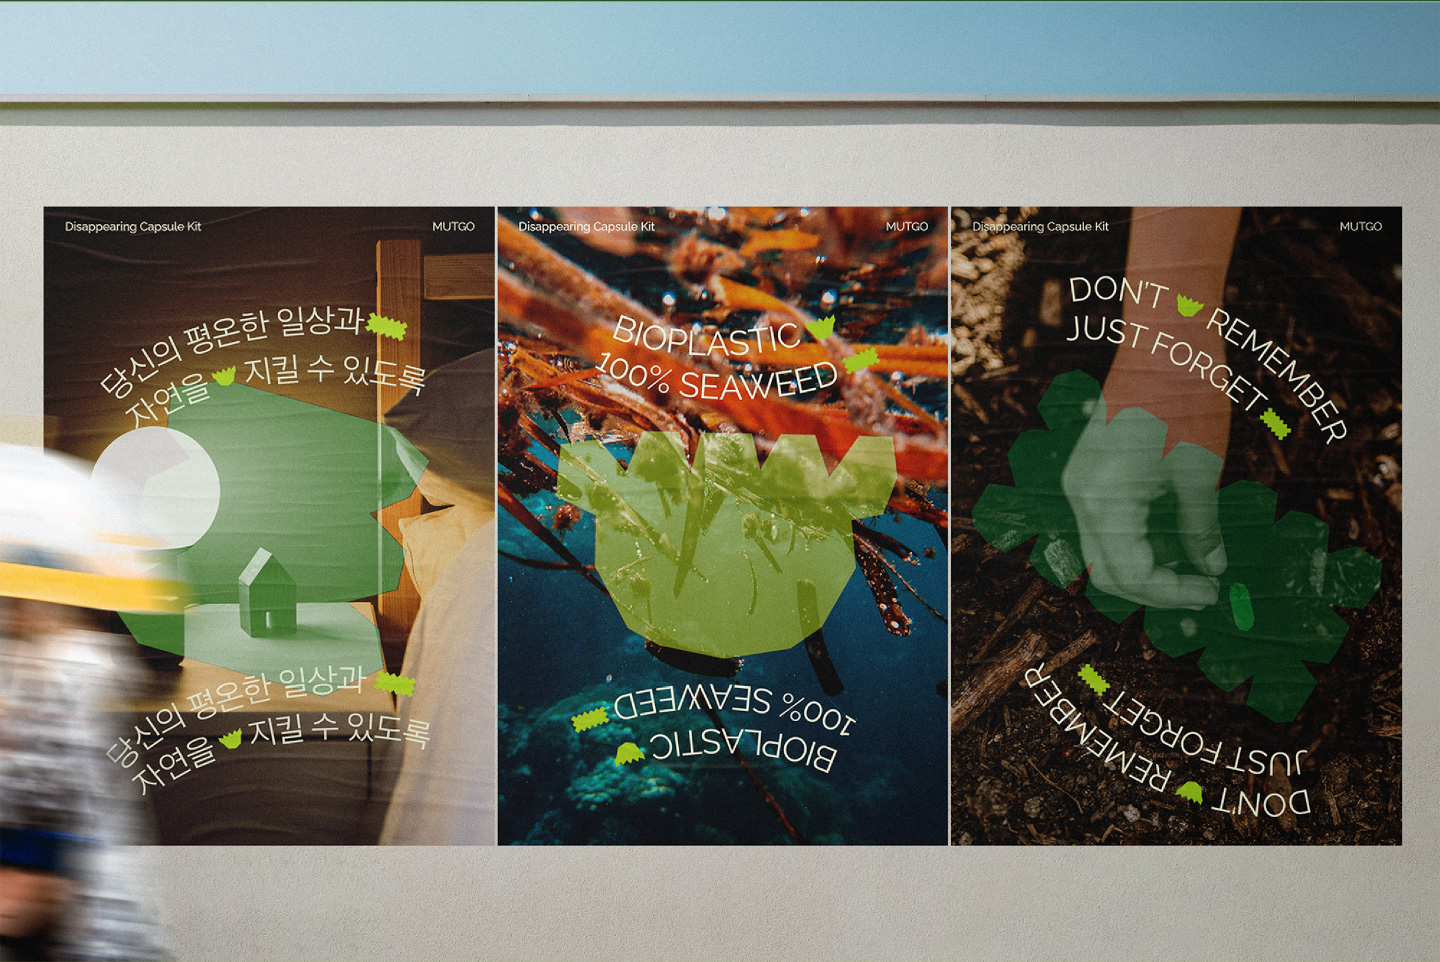 Disappearing Capsule Kit
MUTGO
당신의 평온한 일상과
자연을 지킬 수 있도록
당신의 평온한 일상과
자연을 지킬 수 있도록
Disappearing Capsule Kit
MUTGO
BIOPLASTIC
100% SEAWEED
100% SEAWEED
BIOPLASTIC
Disappearing Capsule Kit
MUTGO
DON'T REMEMBER
JUST FORGET
JUST FORGET
DON'T REMEMBER